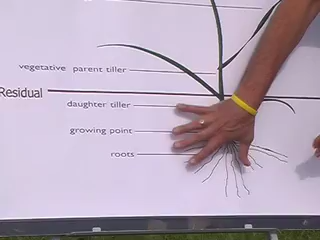 vegetative parent tiller
Residual
daughter tiller
growing point
roots